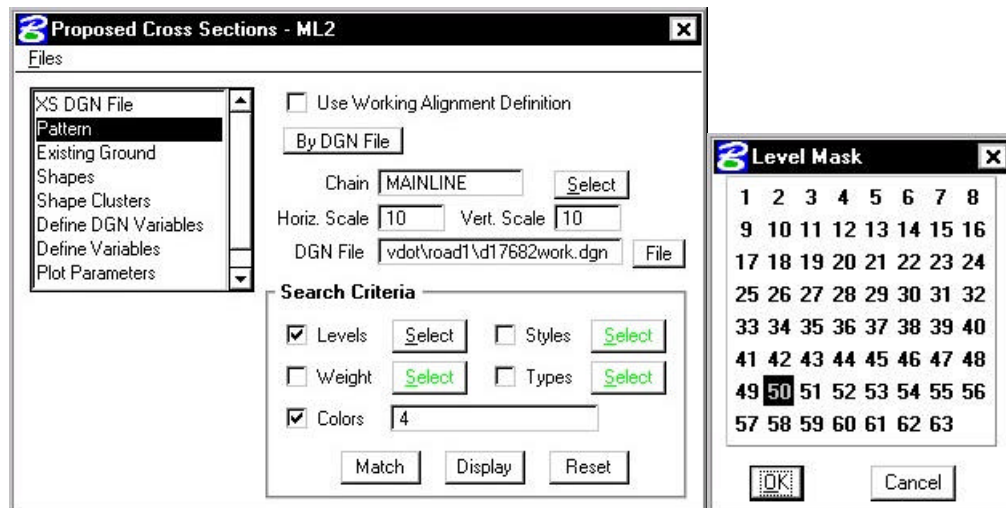 Proposed Cross Sections - ML2
Files
XS DGN File
Pattern
Existing Ground
Shapes
Shape Clusters
Define DGN Variables
Define Variables
Plot Parameters
Use Working Alignment Definition
By DGN File
Chain MAINLINE Select
Horiz. Scale 10 Vert. Scale 10
DGN File vdot\road1\d17682work.dgn File
Search Criteria
Levels Select Styles Select
Weight Select Types Select
Colors 4
Match Display Reset
Level Mask
1 2 3 4 5 6 7 8
9 10 11 12 13 14 15 16
17 18 19 20 21 22 23 24
25 26 27 28 29 30 31 32
33 34 35 36 37 38 39 40
41 42 43 44 45 46 47 48
49 50 51 52 53 54 55 56
57 58 59 60 61 62 63
OK Cancel